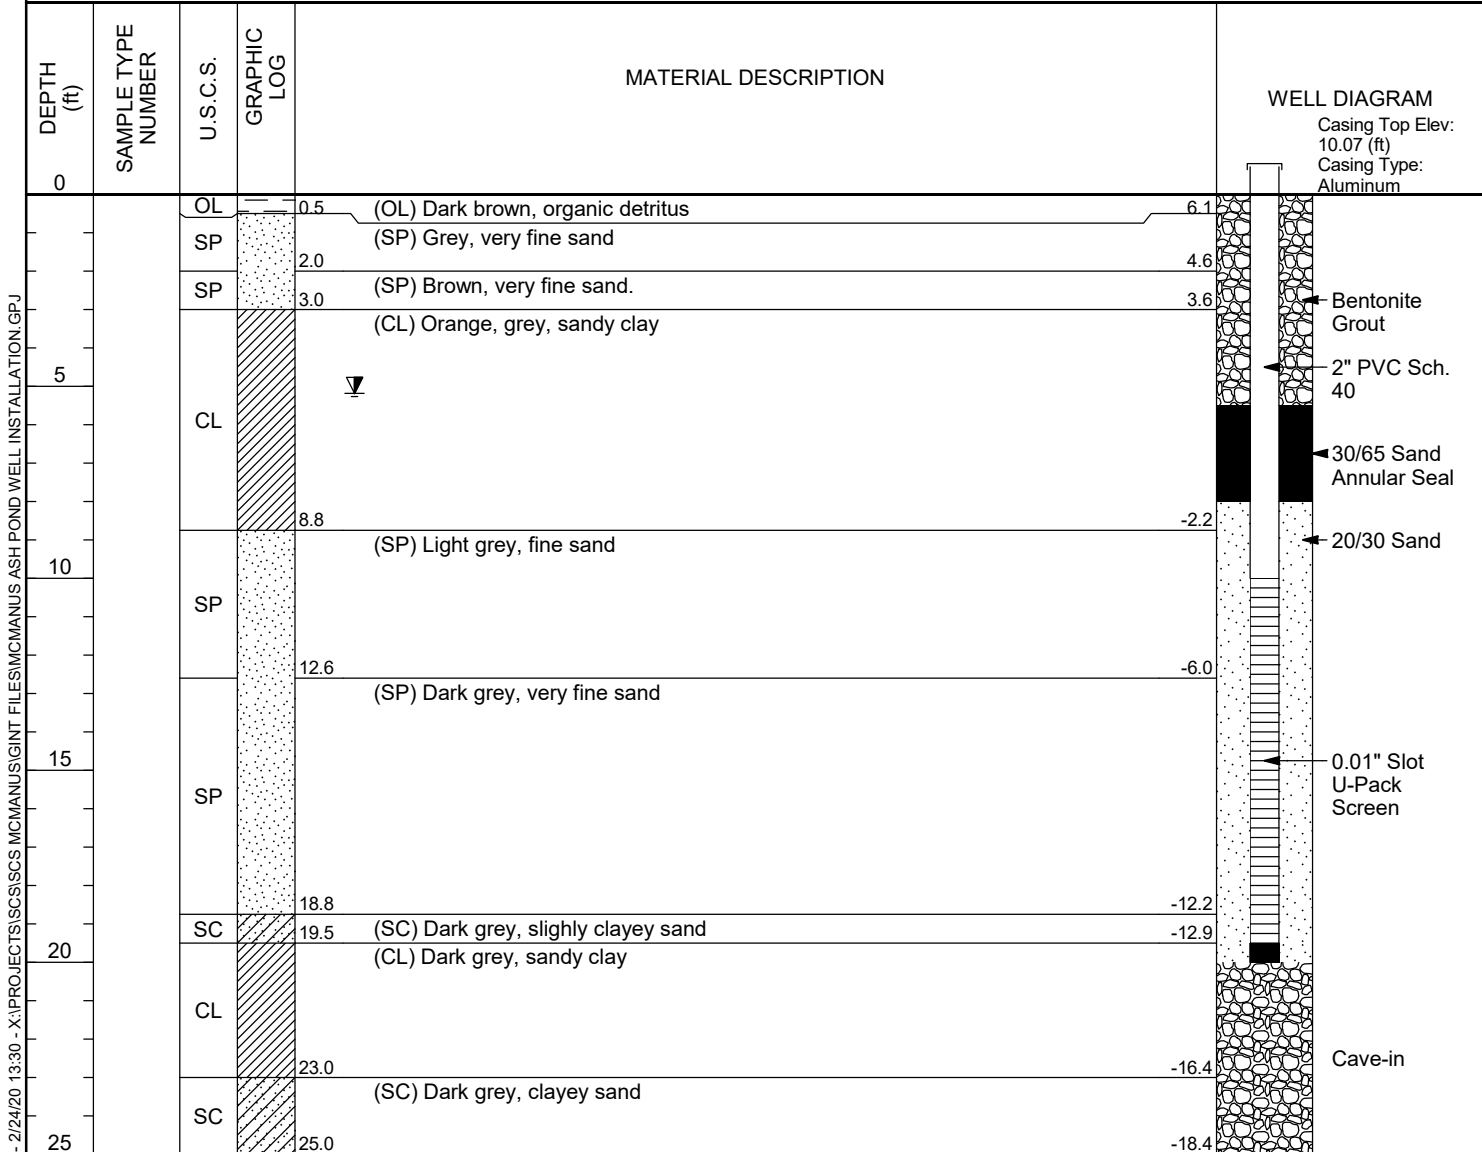 DEPTH
(ft)
SAMPLE TYPE
NUMBER
U.S.C.S.
GRAPHIC
LOG
MATERIAL DESCRIPTION
WELL DIAGRAM
Casing Top Elev:
10.07 (ft)
Casing Type:
Aluminum
0
OL
0.5
(OL) Dark brown, organic detritus
6.1
SP
(SP) Grey, very fine sand
2.0
4.6
SP
(SP) Brown, very fine sand.
3.0
3.6
Bentonite
Grout
(CL) Orange, grey, sandy clay
5
2" PVC Sch.
40
CL
30/65 Sand
Annular Seal
8.8
-2.2
(SP) Light grey, fine sand
20/30 Sand
10
SP
12.6
-6.0
(SP) Dark grey, very fine sand
15
0.01" Slot
U-Pack
Screen
SP
18.8
-12.2
SC
19.5
(SC) Dark grey, slighly clayey sand
-12.9
20
(CL) Dark grey, sandy clay
CL
23.0
-16.4
Cave-in
(SC) Dark grey, clayey sand
SC
25
25.0
-18.4
- 2/24/20 13:30 - X:\PROJECTS\SCS\SCS MCMANUS\GINT FILES\MCMANUS ASH POND WELL INSTALLATION.GPJ